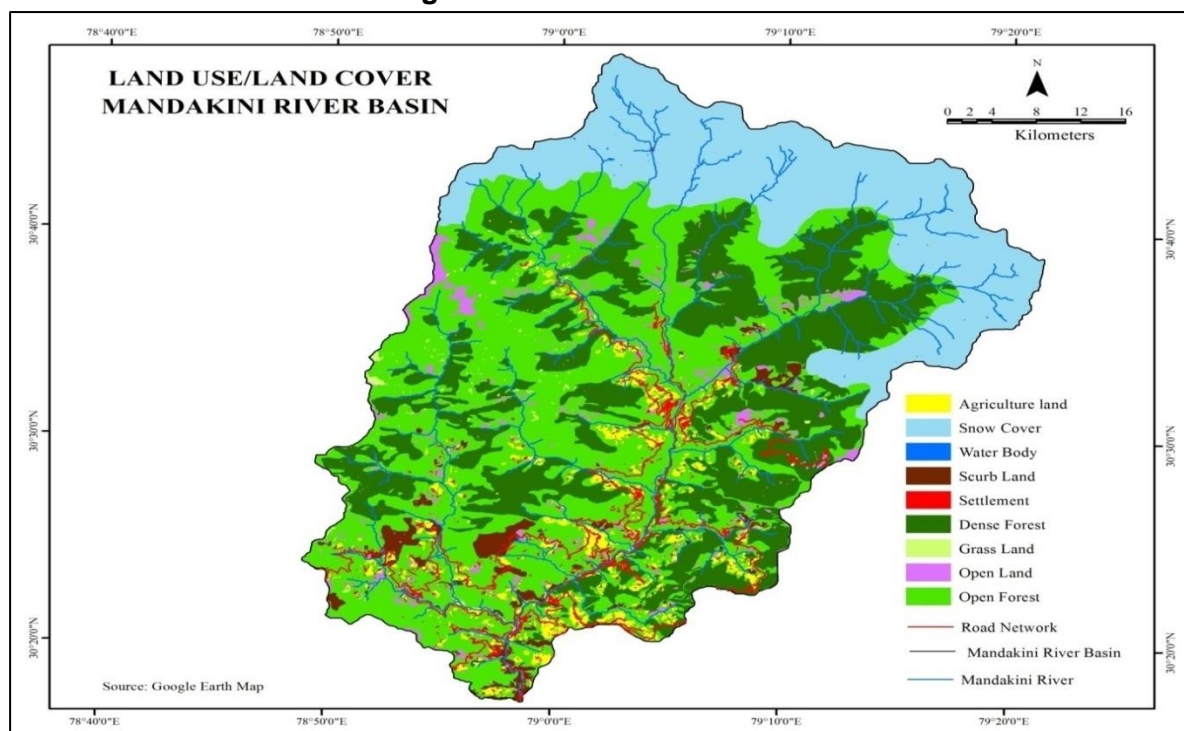 78°40'0"E 78°50'0"E 79°0'0"E 79°10'0"E 79°20'0"E
LAND USE/LAND COVER
MANDAKINI RIVER BASIN
N
0 2 4 8 12 16
Kilometers
30°40'0"N 30°40'0"N
30°30'0"N 30°30'0"N
30°20'0"N 30°20'0"N
Agriculture land
Snow Cover
Water Body
Scurb Land
Settlement
Dense Forest
Grass Land
Open Land
Open Forest
Road Network
Mandakini River Basin
Mandakini River
Source: Google Earth Map
78°40'0"E 78°50'0"E 79°0'0"E 79°10'0"E 79°20'0"E